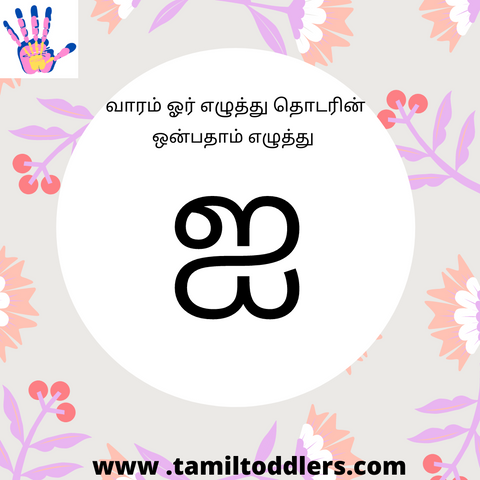 வாரம் ஓர் எழுத்து தொடரின்
ஒன்பதாம் எழுத்து
ஐ
www .tamiltoddlers.com